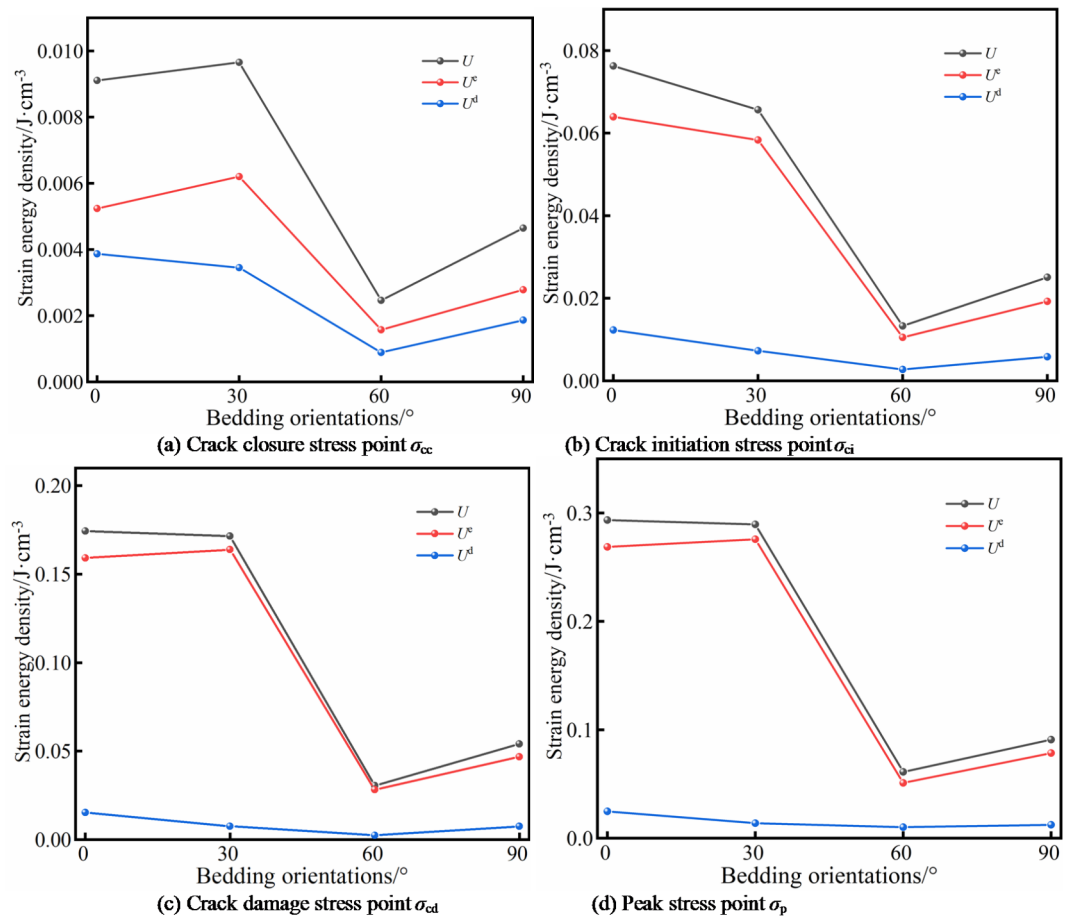 Strain energy density/J·cm⁻³
0.010
0.008
0.006
0.004
0.002
0.000
U
Uᵉ
Uᵈ
0 30 60 90
Bedding orientations/°
(a) Crack closure stress point σcc
Strain energy density/J·cm⁻³
0.08
0.06
0.04
0.02
0.00
U
Uᵉ
Uᵈ
0 30 60 90
Bedding orientations/°
(b) Crack initiation stress point σci
Strain energy density/J·cm⁻³
0.20
0.15
0.10
0.05
0.00
U
Uᵉ
Uᵈ
0 30 60 90
Bedding orientations/°
(c) Crack damage stress point σcd
Strain energy density/J·cm⁻³
0.3
0.2
0.1
0.0
U
Uᵉ
Uᵈ
0 30 60 90
Bedding orientations/°
(d) Peak stress point σp